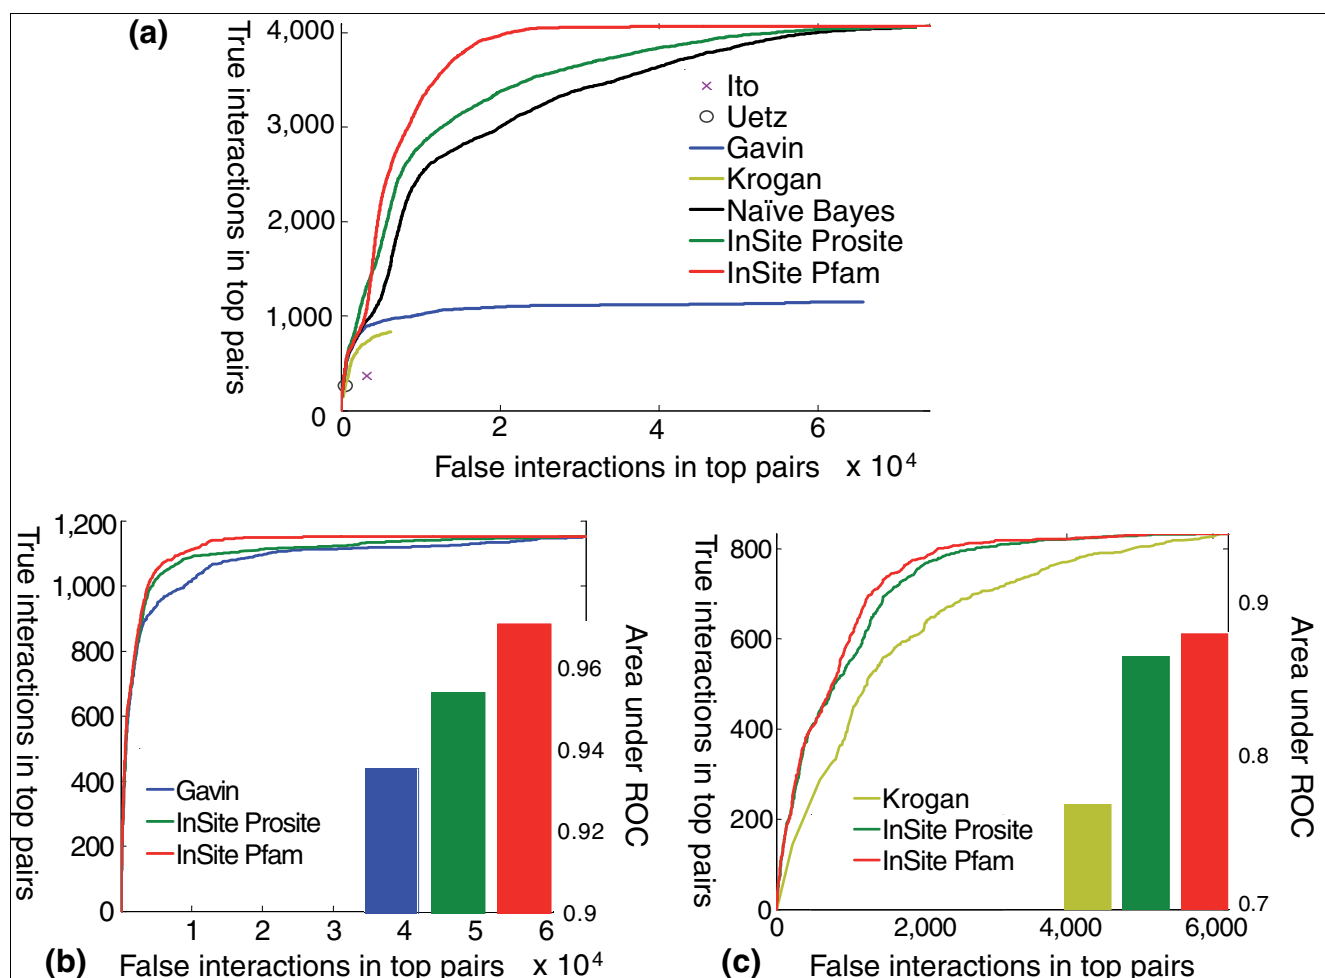 (a)
True interactions in top pairs
4,000
3,000
2,000
1,000
0
0 2 4 6
False interactions in top pairs x 10⁴
Ito
Uetz
Gavin
Krogan
Naïve Bayes
InSite Prosite
InSite Pfam
True interactions in top pairs
1,200
1,000
800
600
400
200
0
1 2 3 4 5 6
Gavin
InSite Prosite
InSite Pfam
0.96
0.94
0.92
0.9
Area under ROC
(b) False interactions in top pairs x 10⁴
True interactions in top pairs
800
600
400
200
0
0 2,000 4,000 6,000
Krogan
InSite Prosite
InSite Pfam
0.9
0.8
0.7
Area under ROC
(c) False interactions in top pairs